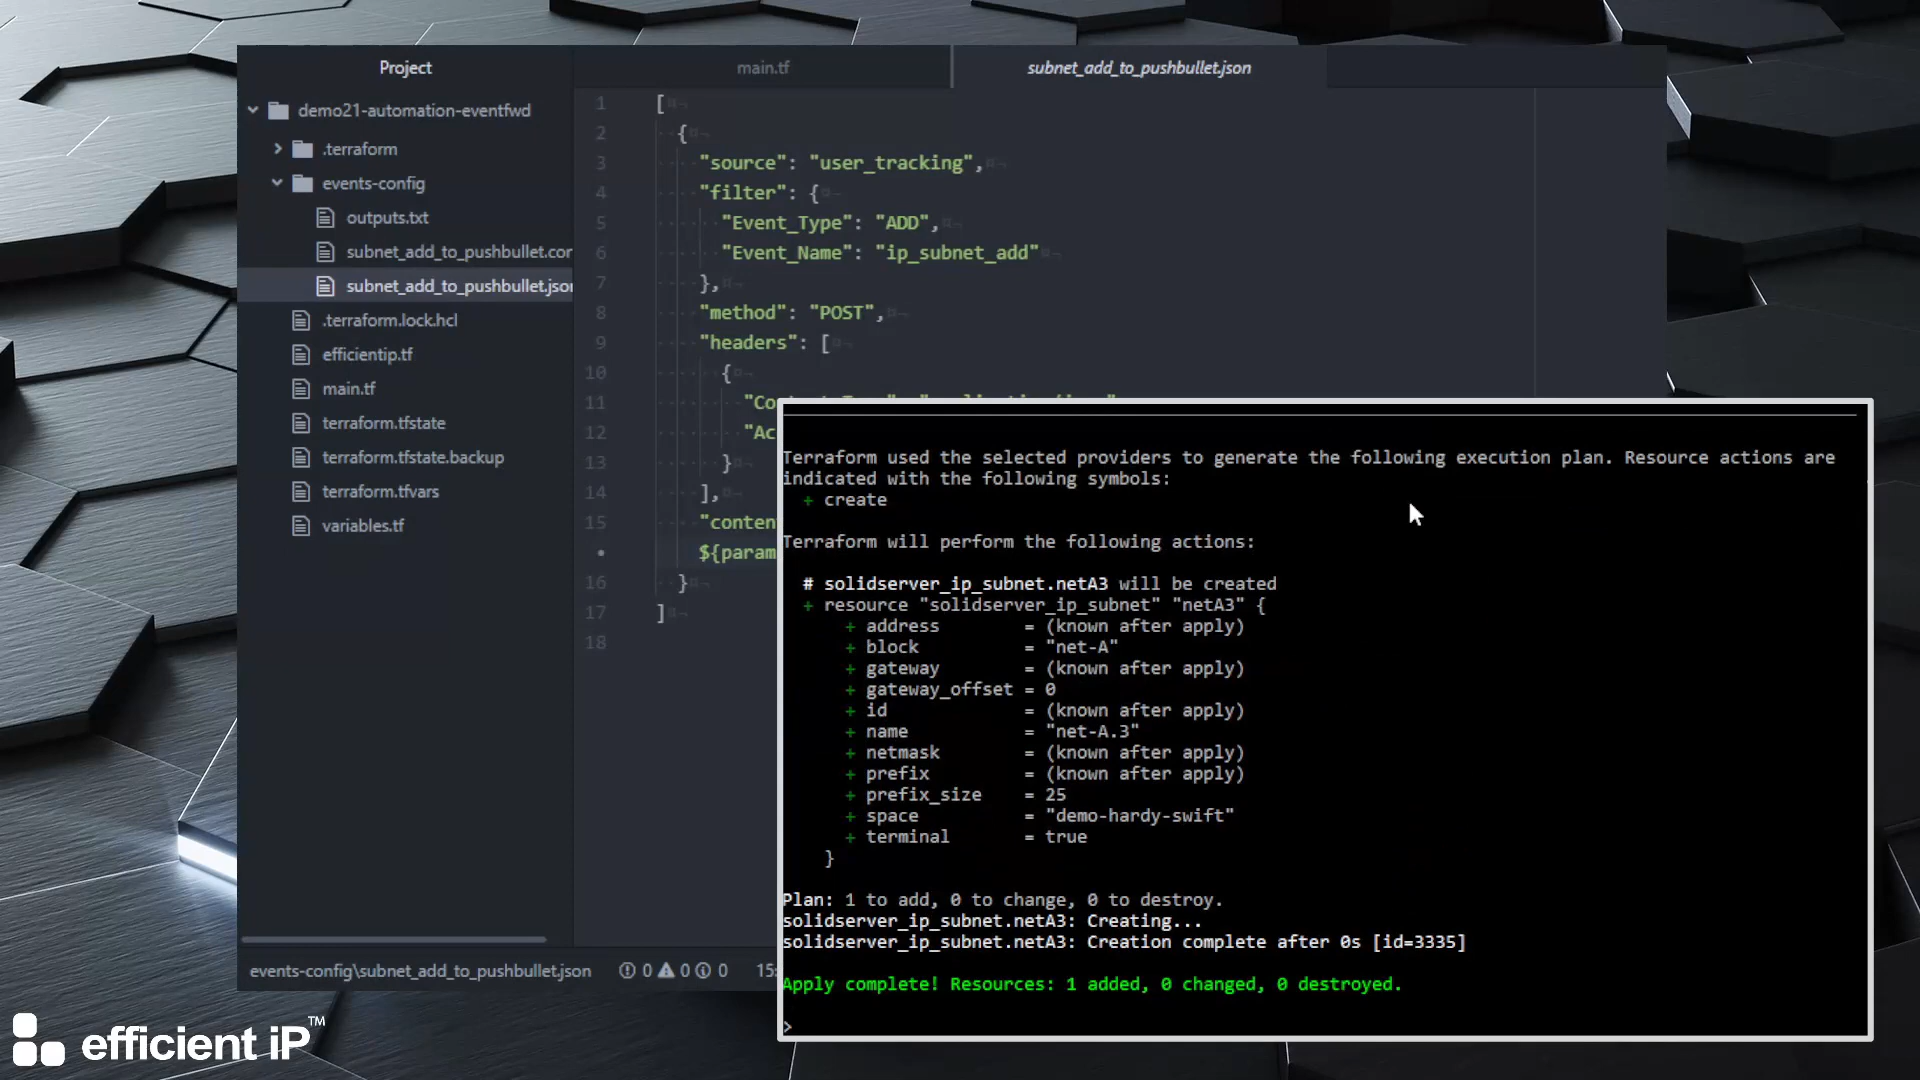 Project
demo21-automation-eventfwd
.terraform
events-config
outputs.txt
subnet_add_to_pushbullet.cor
subnet_add_to_pushbullet.jso
.terraform.lock.hcl
efficientip.tf
main.tf
terraform.tfstate
terraform.tfstate.backup
terraform.tfvars
variables.tf
main.tf
subnet_add_to_pushbullet.json
1 [
2 {
3 "source": "user_tracking",
4 "filter": {
5 "Event_Type": "ADD",
6 "Event_Name": "ip_subnet_add"
7 },
8 "method": "POST",
9 "headers": [
10 {
11 "Co
12 "Ac
13 }
14 ],
15 "conten
• ${param
16 }
17 ]
18
events-config\subnet_add_to_pushbullet.json 0 0 0 15:
Terraform used the selected providers to generate the following execution plan. Resource actions are
indicated with the following symbols:
+ create
Terraform will perform the following actions:
# solidserver_ip_subnet.netA3 will be created
+ resource "solidserver_ip_subnet" "netA3" {
+ address = (known after apply)
+ block = "net-A"
+ gateway = (known after apply)
+ gateway_offset = 0
+ id = (known after apply)
+ name = "net-A.3"
+ netmask = (known after apply)
+ prefix = (known after apply)
+ prefix_size = 25
+ space = "demo-hardy-swift"
+ terminal = true
}
Plan: 1 to add, 0 to change, 0 to destroy.
solidserver_ip_subnet.netA3: Creating...
solidserver_ip_subnet.netA3: Creation complete after 0s [id=3335]
Apply complete! Resources: 1 added, 0 changed, 0 destroyed.
>
efficient iP™